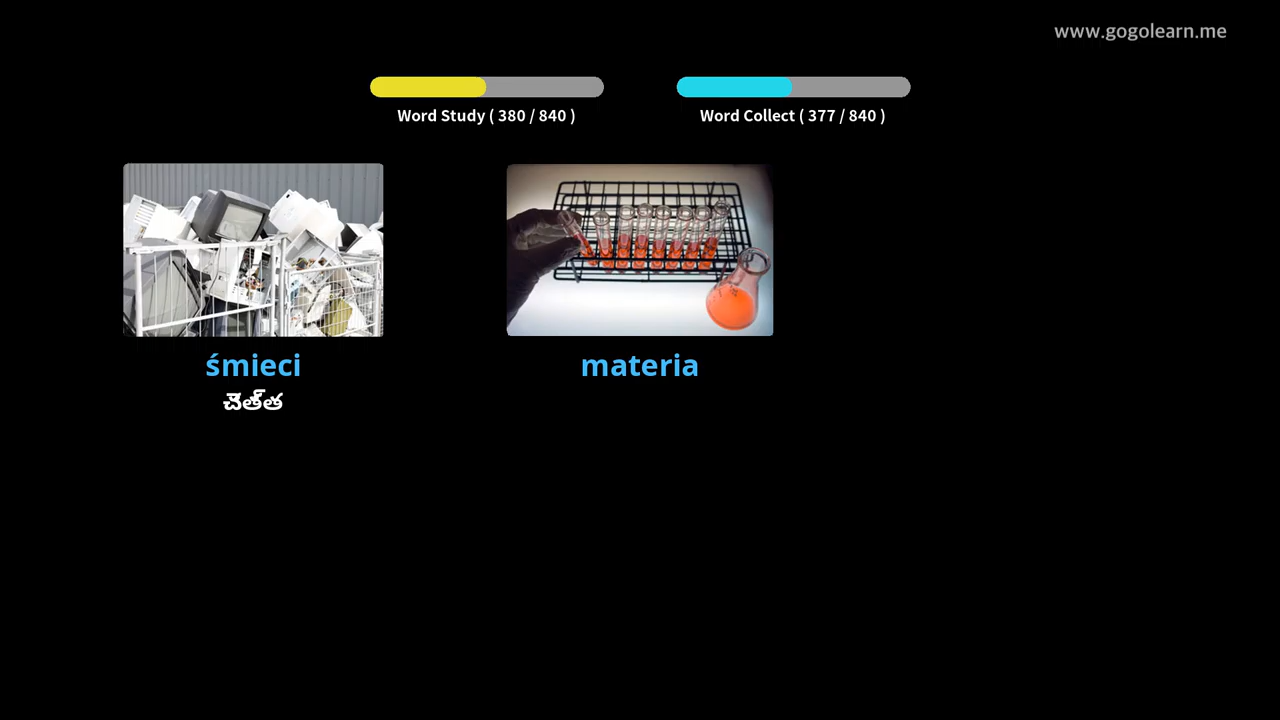 www.gogolearn.me
Word Study ( 380 / 840 )
Word Collect ( 377 / 840 )
śmieci
materia
చెత్త